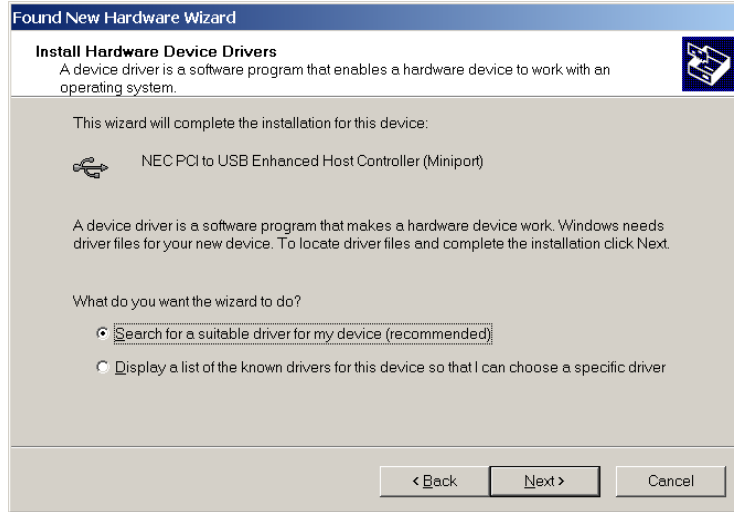 Found New Hardware Wizard
Install Hardware Device Drivers
A device driver is a software program that enables a hardware device to work with an
operating system.
This wizard will complete the installation for this device:
NEC PCI to USB Enhanced Host Controller (Miniport)
A device driver is a software program that makes a hardware device work. Windows needs
driver files for your new device. To locate driver files and complete the installation click Next.
What do you want the wizard to do?
Search for a suitable driver for my device (recommended)
Display a list of the known drivers for this device so that I can choose a specific driver
< Back Next > Cancel